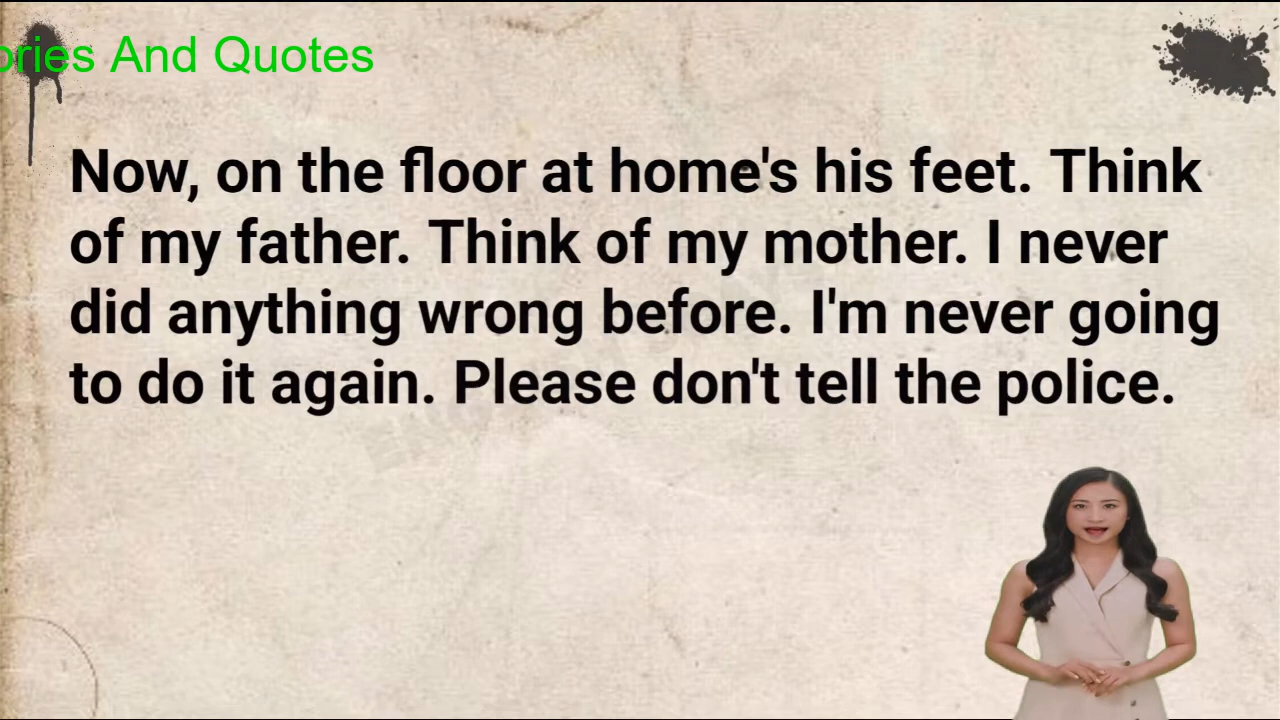 ories And Quotes
Now, on the floor at home's his feet. Think
of my father. Think of my mother. I never
did anything wrong before. I'm never going
to do it again. Please don't tell the police.